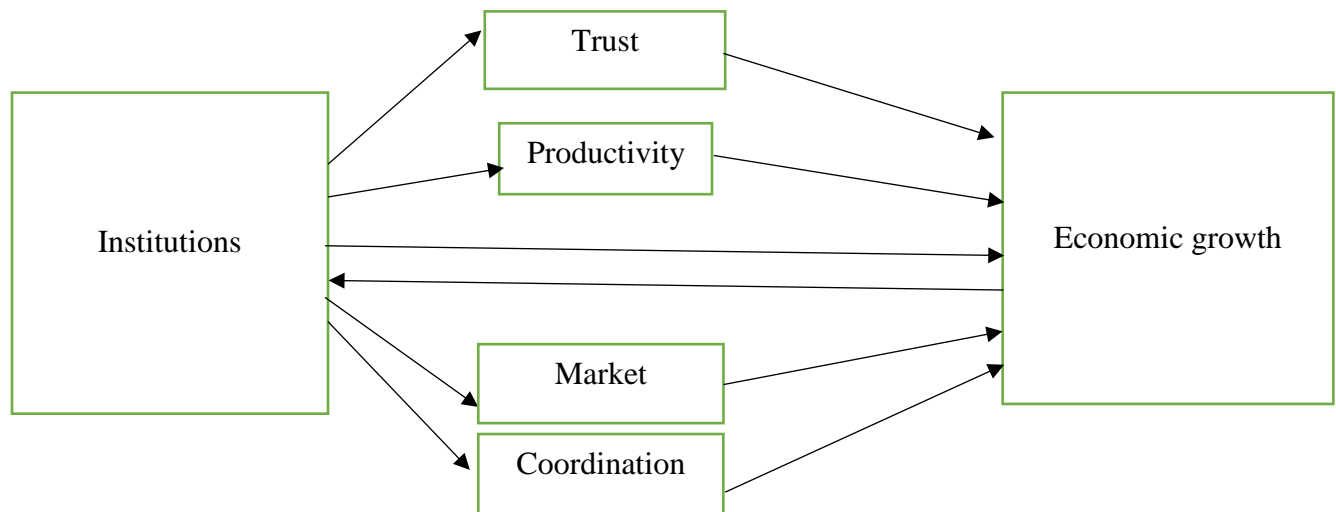 Trust
Productivity
Institutions
Economic growth
Market
Coordination